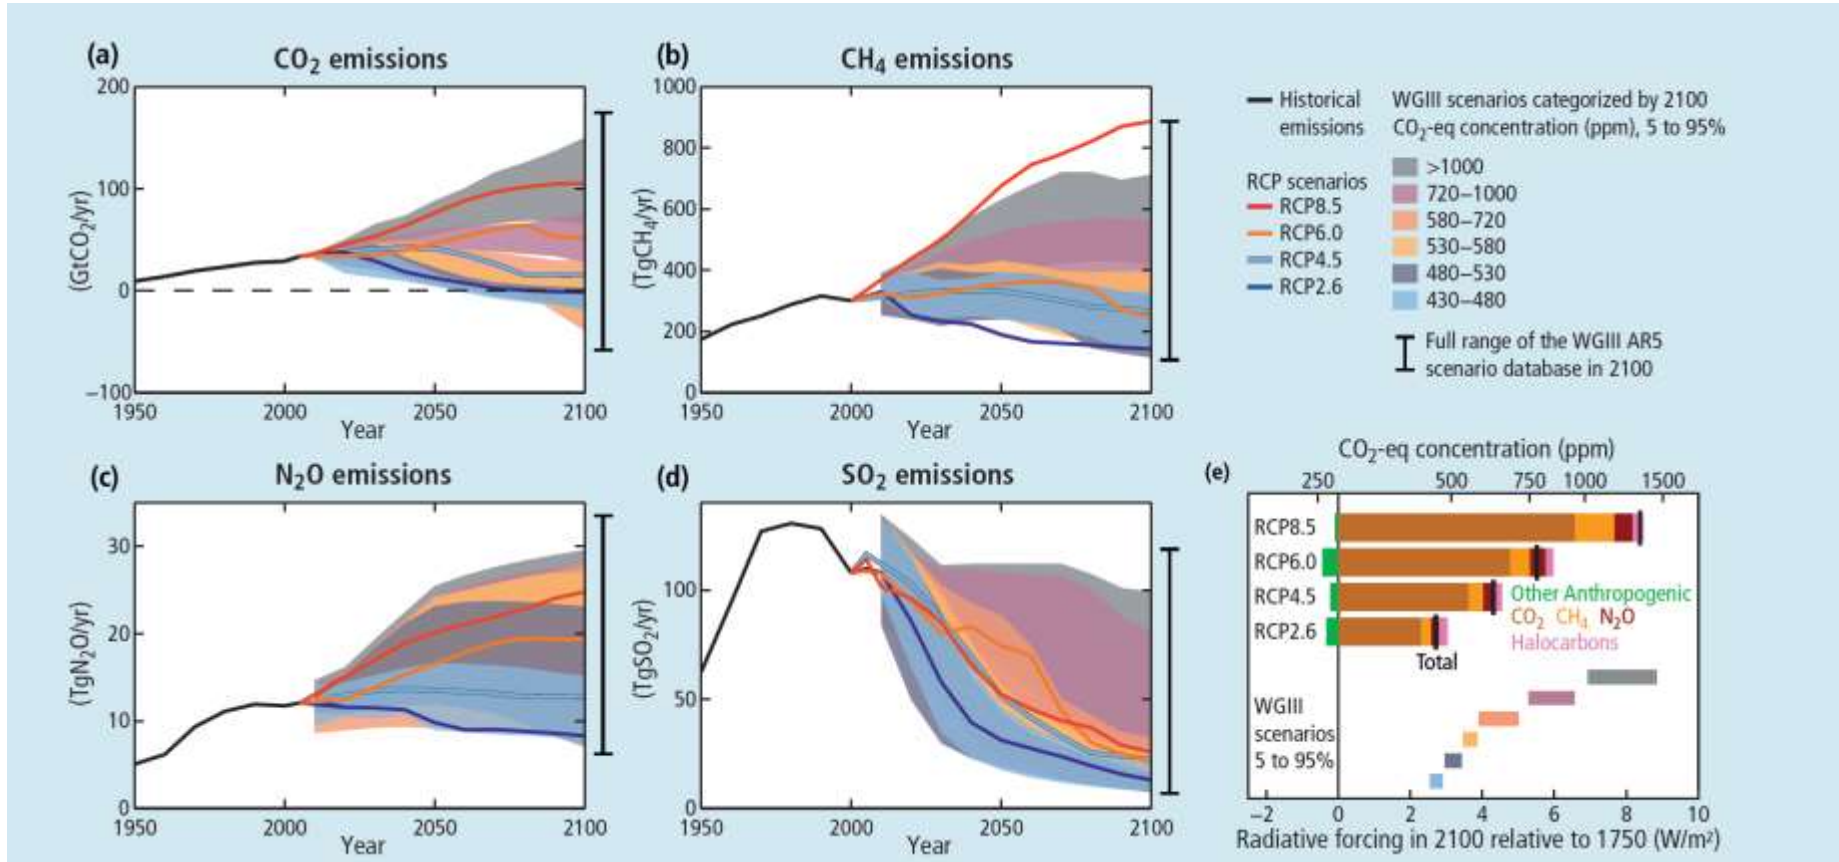 (a) CO₂ emissions
(GtCO₂/yr)
200
100
0
−100
1950 2000 2050 2100
Year
(b) CH₄ emissions
(TgCH₄/yr)
1000
800
600
400
200
0
1950 2000 2050 2100
Year
Historical emissions
RCP scenarios
RCP8.5
RCP6.0
RCP4.5
RCP2.6
WGIII scenarios categorized by 2100
CO₂-eq concentration (ppm), 5 to 95%
>1000
720–1000
580–720
530–580
480–530
430–480
Full range of the WGIII AR5
scenario database in 2100
(c) N₂O emissions
(TgN₂O/yr)
30
20
10
0
1950 2000 2050 2100
Year
(d) SO₂ emissions
(TgSO₂/yr)
100
50
0
1950 2000 2050 2100
Year
CO₂-eq concentration (ppm)
(e) 250 500 750 1000 1500
RCP8.5
RCP6.0
RCP4.5
RCP2.6
Other Anthropogenic
CO₂ CH₄ N₂O
Halocarbons
Total
WGIII
scenarios
5 to 95%
−2 0 2 4 6 8 10
Radiative forcing in 2100 relative to 1750 (W/m²)